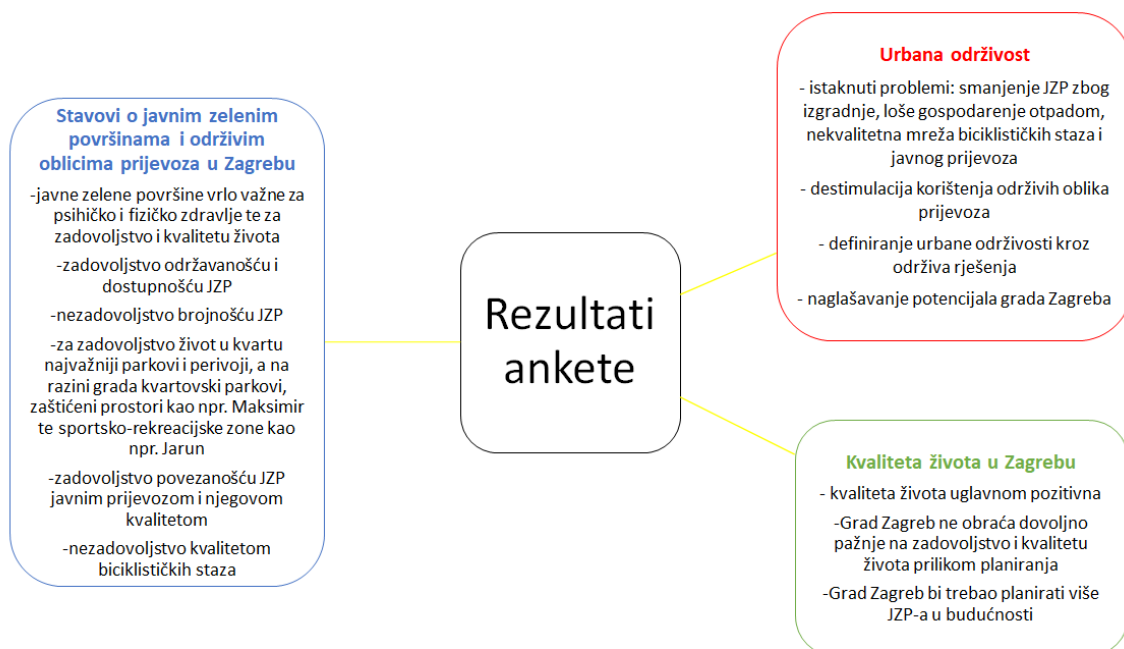 Stavovi o javnim zelenim
površinama i održivim
oblicima prijevoza u Zagrebu
-javne zelene površine vrlo važne za
psihičko i fizičko zdravlje te za
zadovoljstvo i kvalitetu života
-zadovoljstvo održavanošću i
dostupnošću JZP
-nezadovoljstvo brojnošću JZP
-za zadovoljstvo život u kvartu
najvažniji parkovi i perivoji, a na
razini grada kvartovski parkovi,
zaštićeni prostori kao npr. Maksimir
te sportsko-rekreacijske zone kao
npr. Jarun
-zadovoljstvo povezanošću JZP
javnim prijevozom i njegovom
kvalitetom
-nezadovoljstvo kvalitetom
biciklističkih staza
Rezultati
ankete
Urbana održivost
- istaknuti problemi: smanjenje JZP zbog
izgradnje, loše gospodarenje otpadom,
nekvalitetna mreža biciklističkih staza i
javnog prijevoza
- destimulacija korištenja održivih oblika
prijevoza
- definiranje urbane održivosti kroz
održiva rješenja
- naglašavanje potencijala grada Zagreba
Kvaliteta života u Zagrebu
- kvaliteta života uglavnom pozitivna
-Grad Zagreb ne obraća dovoljno
pažnje na zadovoljstvo i kvalitetu
života prilikom planiranja
-Grad Zagreb bi trebao planirati više
JZP-a u budućnosti